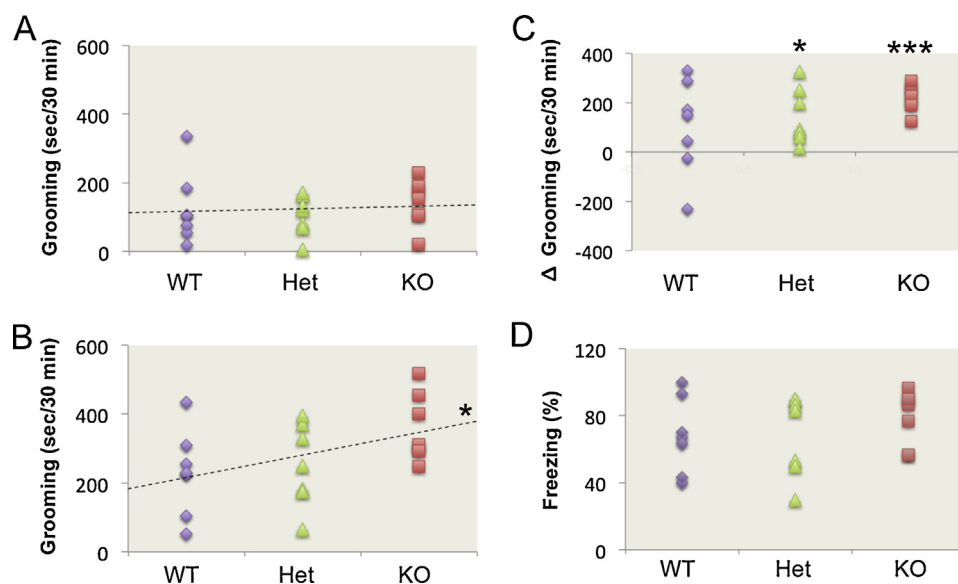 A
Grooming (sec/30 min)
600
400
200
0
WT Het KO
B
Grooming (sec/30 min)
600
400
200
0
*
WT Het KO
C
Δ Grooming (sec/30 min)
400
200
0
-200
-400
* ***
WT Het KO
D
Freezing (%)
120
80
40
0
WT Het KO